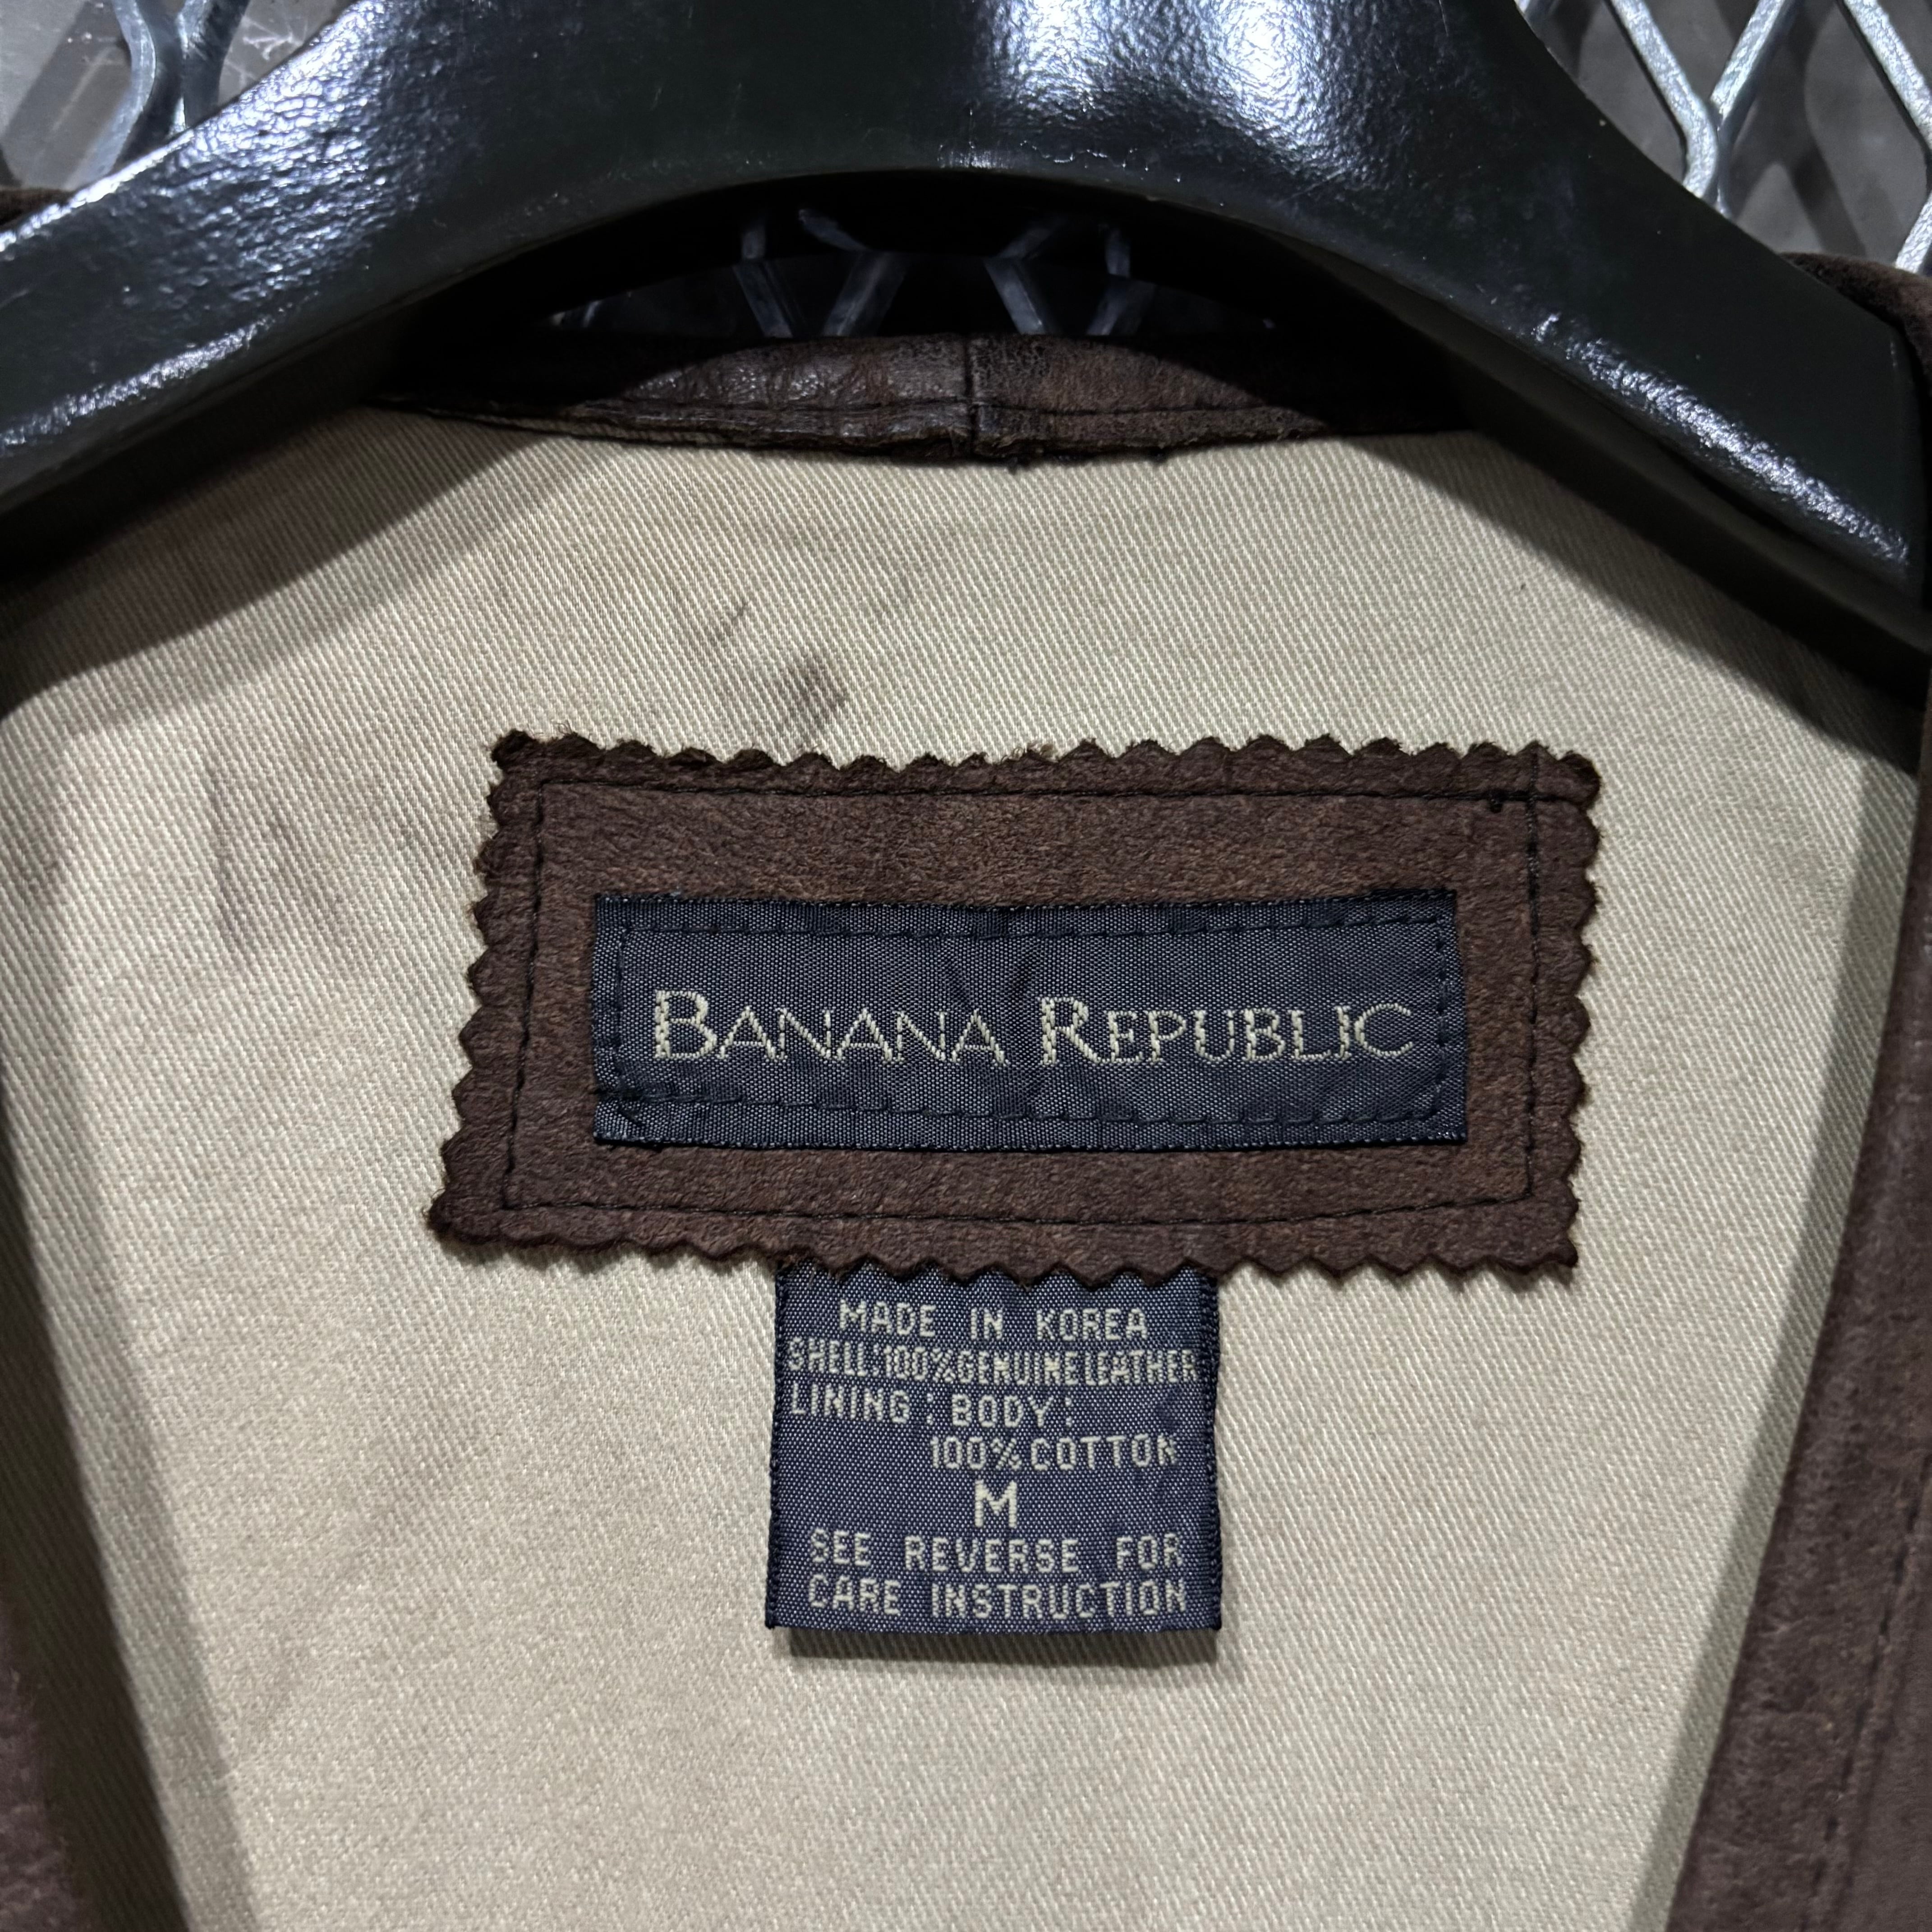 BANANA REPUBLIC
MADE IN KOREA
SHELL:100%GENUINE LEATHER
LINING : BODY:
100% COTTON
M
SEE REVERSE FOR
CARE INSTRUCTION